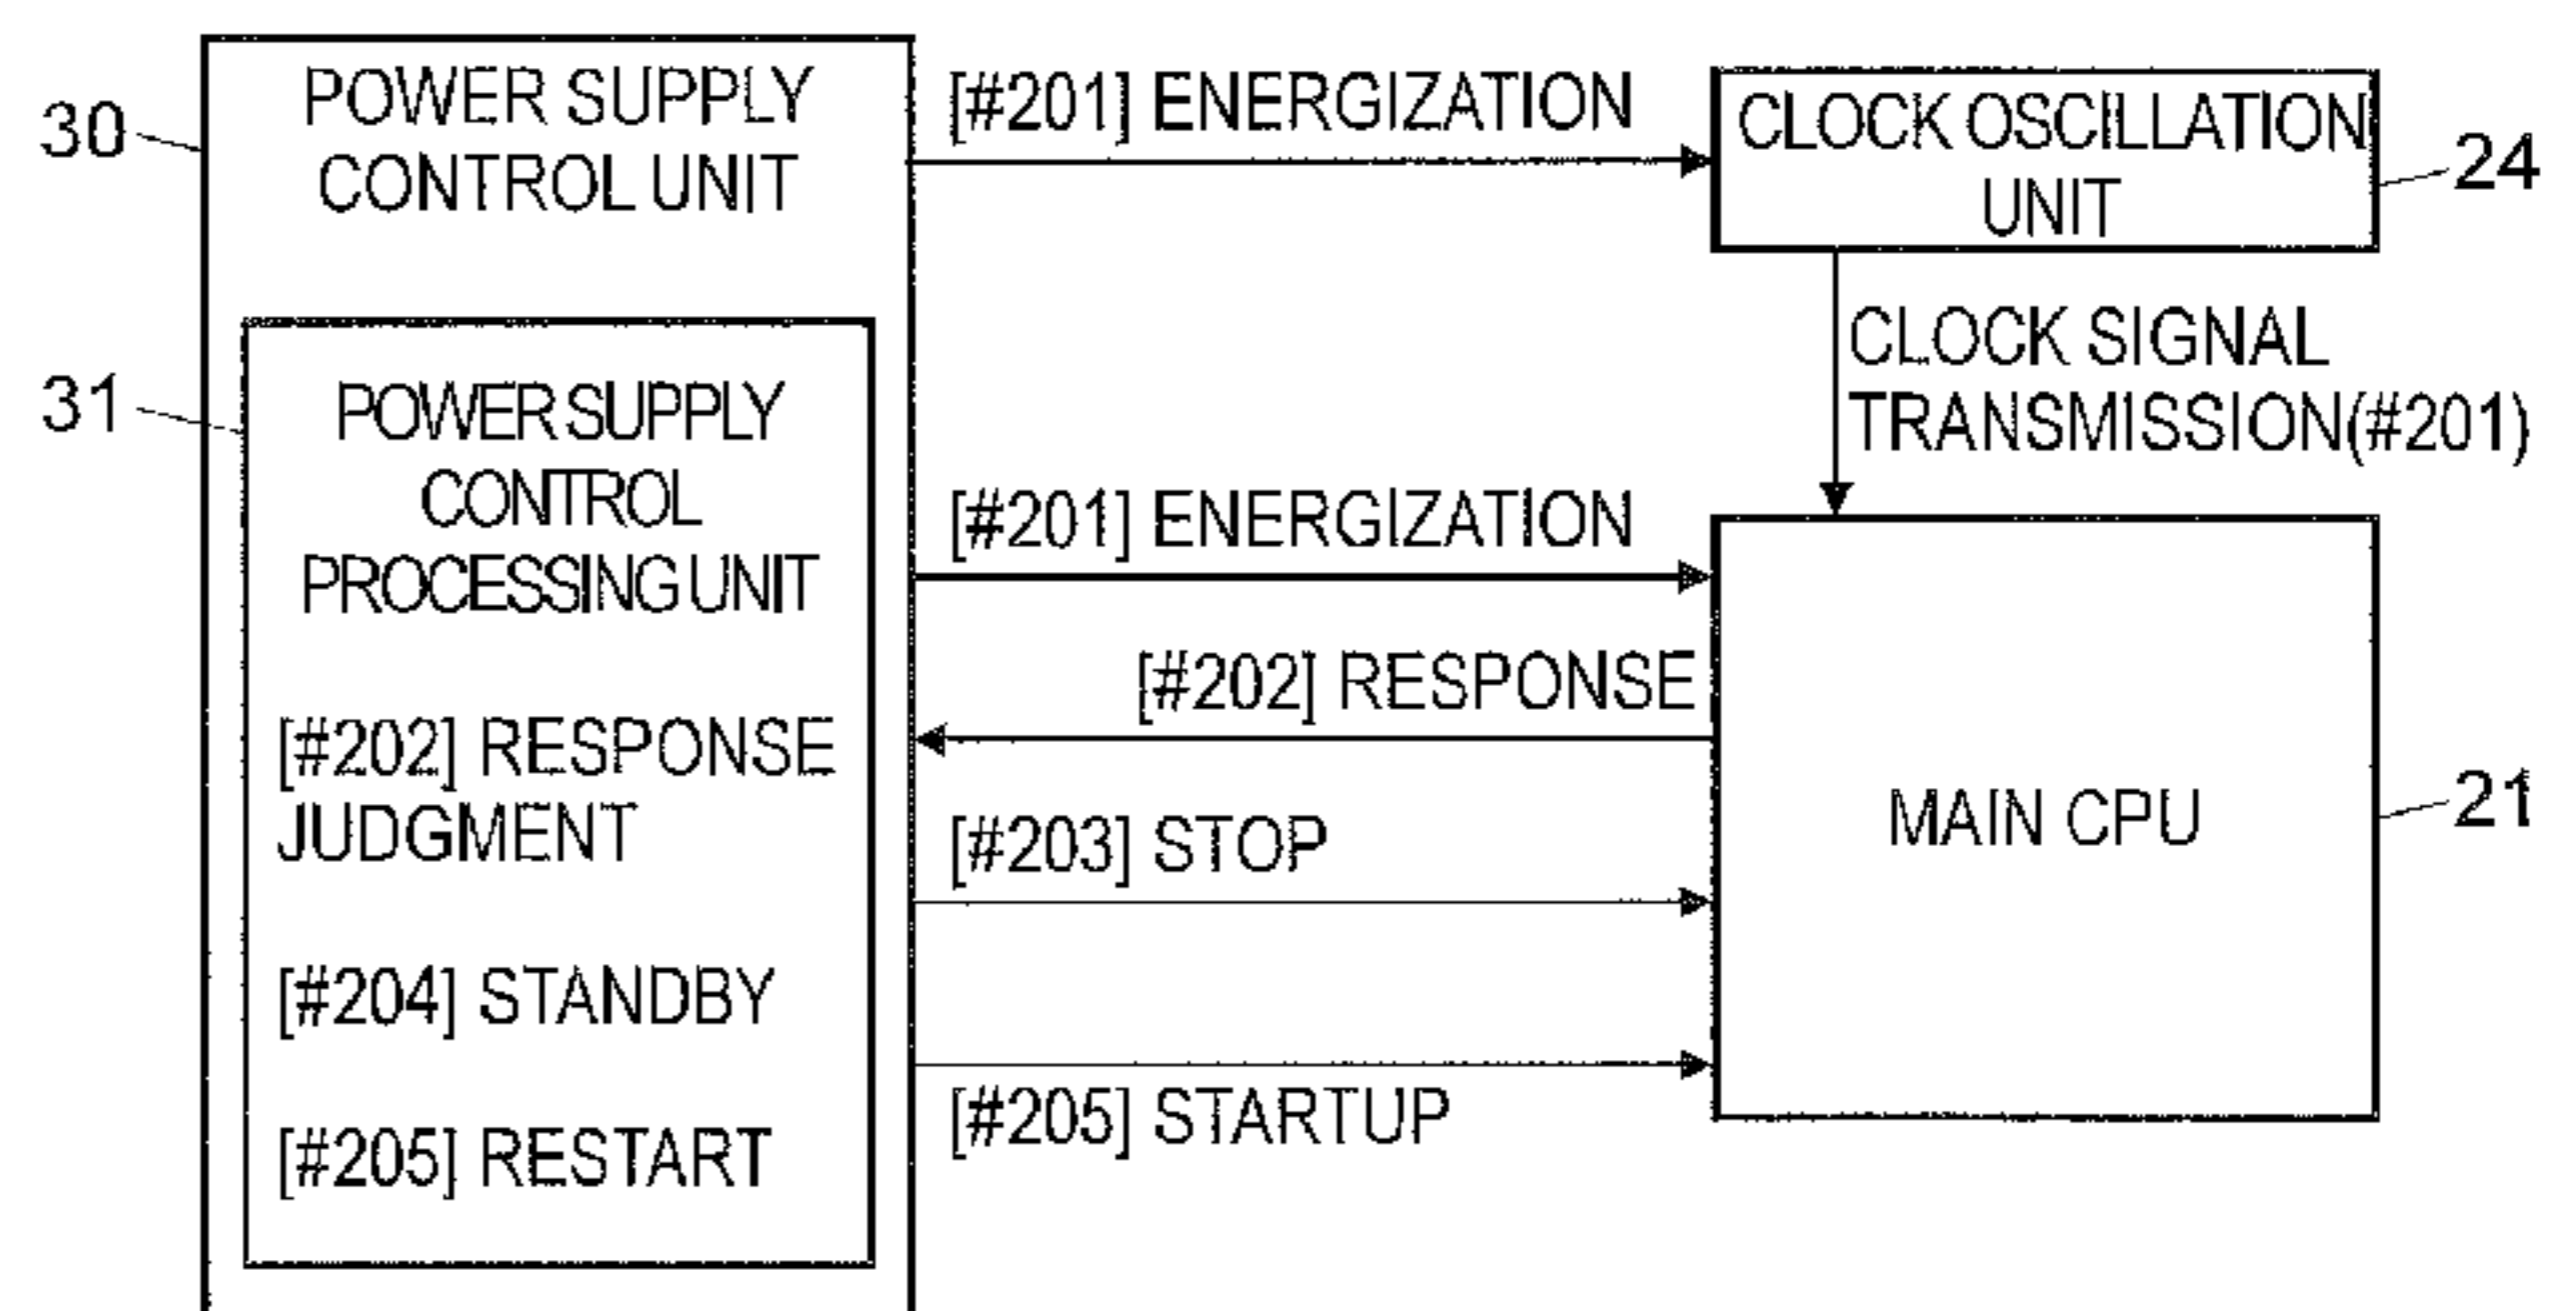 30
POWER SUPPLY
CONTROL UNIT
[#201] ENERGIZATION
CLOCK OSCILLATION
UNIT
24
CLOCK SIGNAL
TRANSMISSION(#201)
31
POWER SUPPLY
CONTROL
PROCESSING UNIT
[#202] RESPONSE
JUDGMENT
[#204] STANDBY
[#205] RESTART
[#201] ENERGIZATION
[#202] RESPONSE
[#203] STOP
[#205] STARTUP
MAIN CPU
21